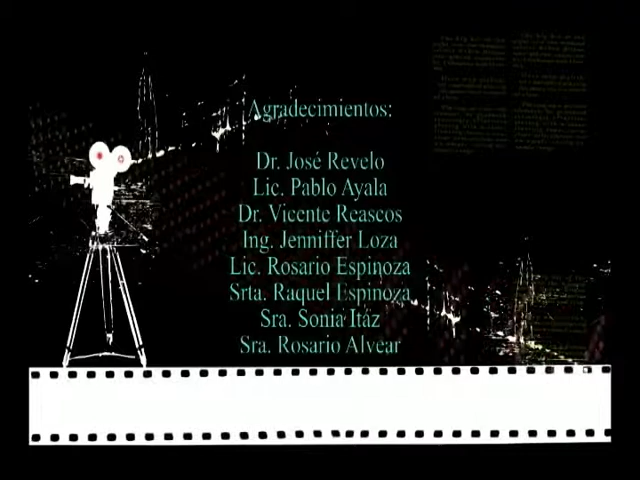 Agradecimientos:
Dr. José Revelo
Lic. Pablo Ayala
Dr. Vicente Reascos
Ing. Jenniffer Loza
Lic. Rosario Espinoza
Srta. Raquel Espinoza
Sra. Sonia Itáz
Sra. Rosario Alvear